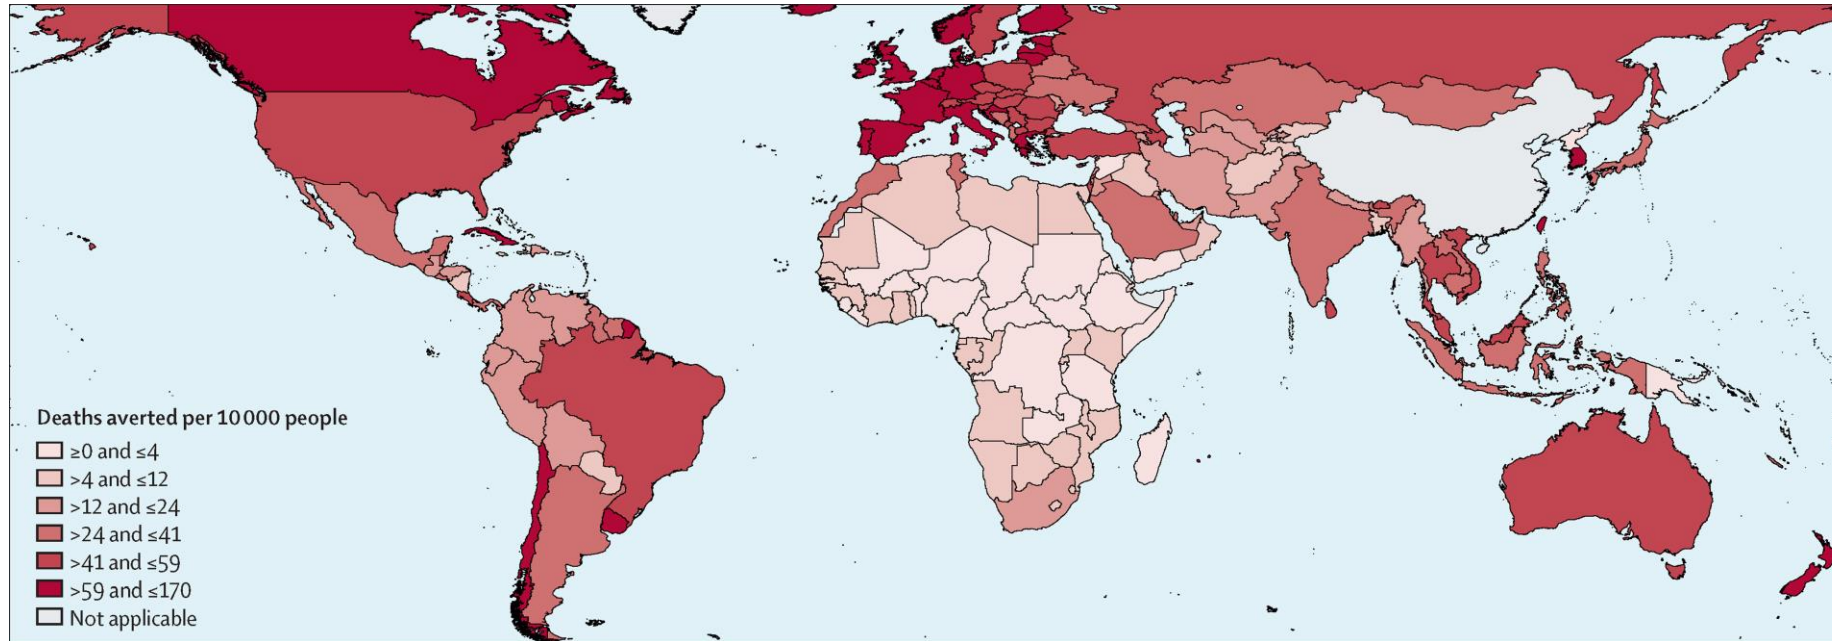 Deaths averted per 10 000 people
≥0 and ≤4
>4 and ≤12
>12 and ≤24
>24 and ≤41
>41 and ≤59
>59 and ≤170
Not applicable